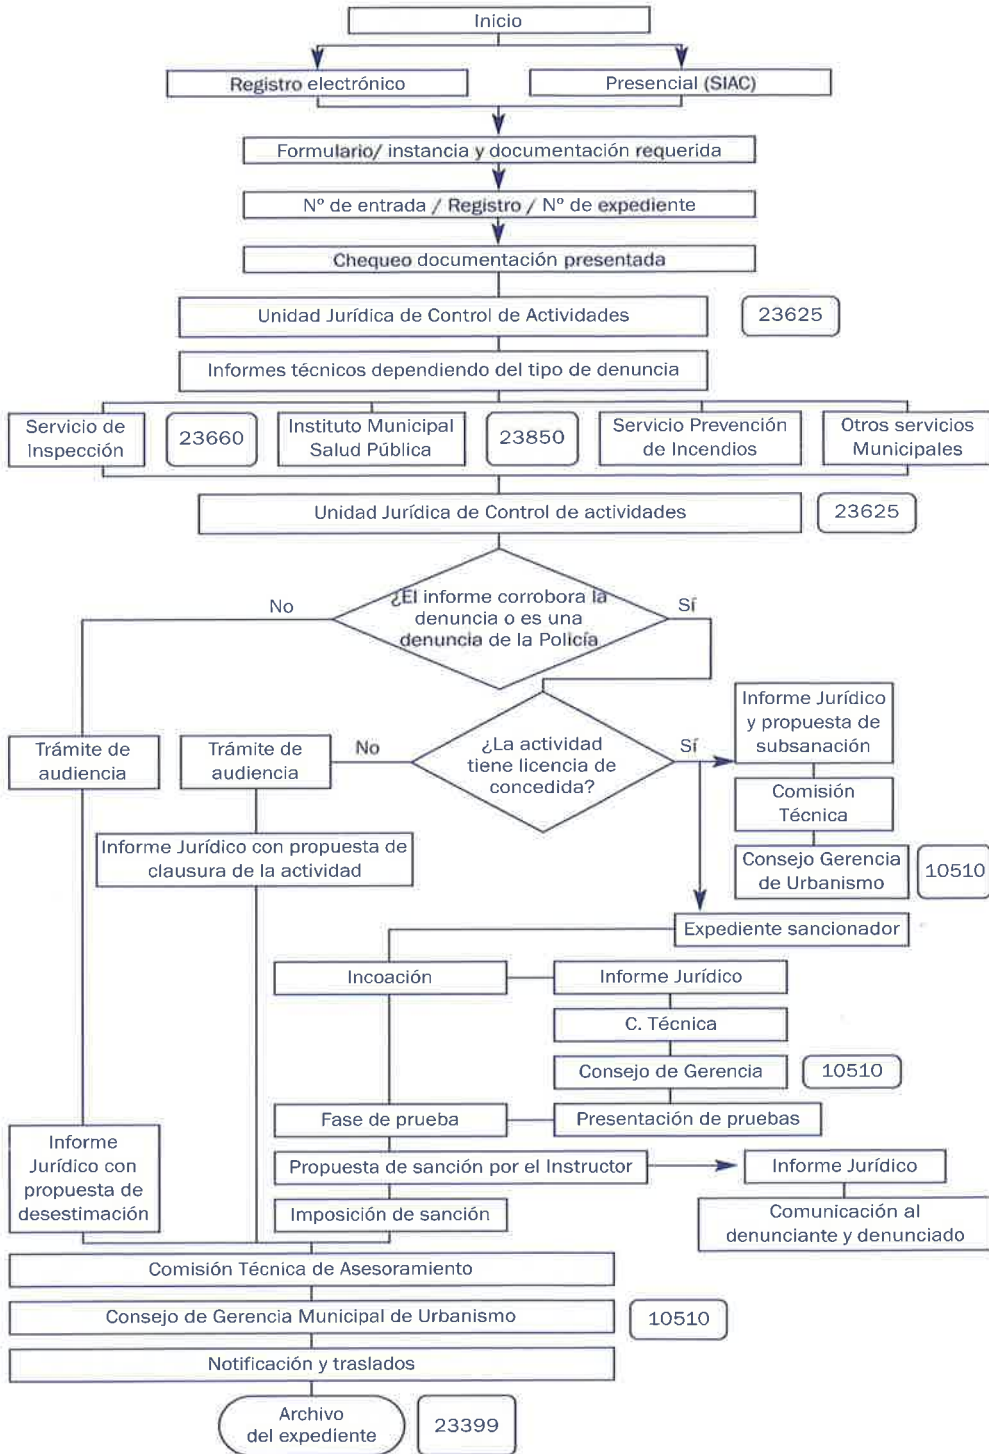 Inicio
Registro electrónico
Presencial (SIAC)
Formulario/ instancia y documentación requerida
Nº de entrada / Registro / Nº de expediente
Chequeo documentación presentada
Unidad Jurídica de Control de Actividades
23625
Informes técnicos dependiendo del tipo de denuncia
Servicio de
Inspección
23660
Instituto Municipal
Salud Pública
23850
Servicio Prevención
de Incendios
Otros servicios
Municipales
Unidad Jurídica de Control de actividades
23625
¿El informe corrobora la
denuncia o es una
denuncia de la Policía
No
Sí
Trámite de
audiencia
Trámite de
audiencia
No
¿La actividad
tiene licencia de
concedida?
Sí
Informe Jurídico
y propuesta de
subsanación
Comisión
Técnica
Consejo Gerencia
de Urbanismo
10510
Informe Jurídico con propuesta de
clausura de la actividad
Expediente sancionador
Incoación
Informe Jurídico
C. Técnica
Consejo de Gerencia
10510
Fase de prueba
Presentación de pruebas
Informe
Jurídico con
propuesta de
desestimación
Propuesta de sanción por el Instructor
Informe Jurídico
Imposición de sanción
Comunicación al
denunciante y denunciado
Comisión Técnica de Asesoramiento
Consejo de Gerencia Municipal de Urbanismo
10510
Notificación y traslados
Archivo
del expediente
23399